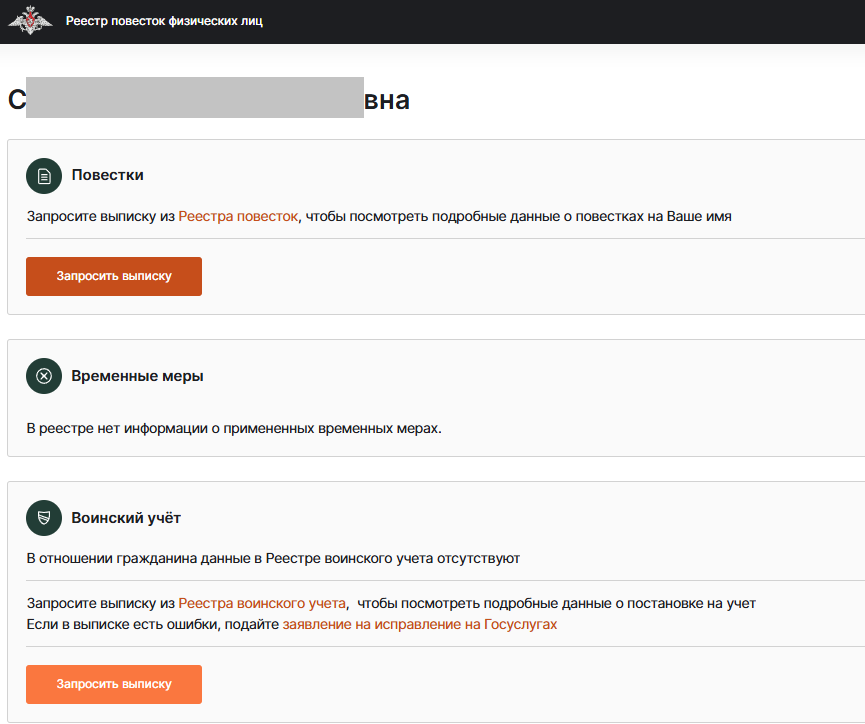 Реестр повесток физических лиц
С вна
Повестки
Запросите выписку из Реестра повесток, чтобы посмотреть подробные данные о повестках на Ваше имя
Запросить выписку
Временные меры
В реестре нет информации о примененных временных мерах.
Воинский учёт
В отношении гражданина данные в Реестре воинского учета отсутствуют
Запросите выписку из Реестра воинского учета, чтобы посмотреть подробные данные о постановке на учет
Если в выписке есть ошибки, подайте заявление на исправление на Госуслугах
Запросить выписку